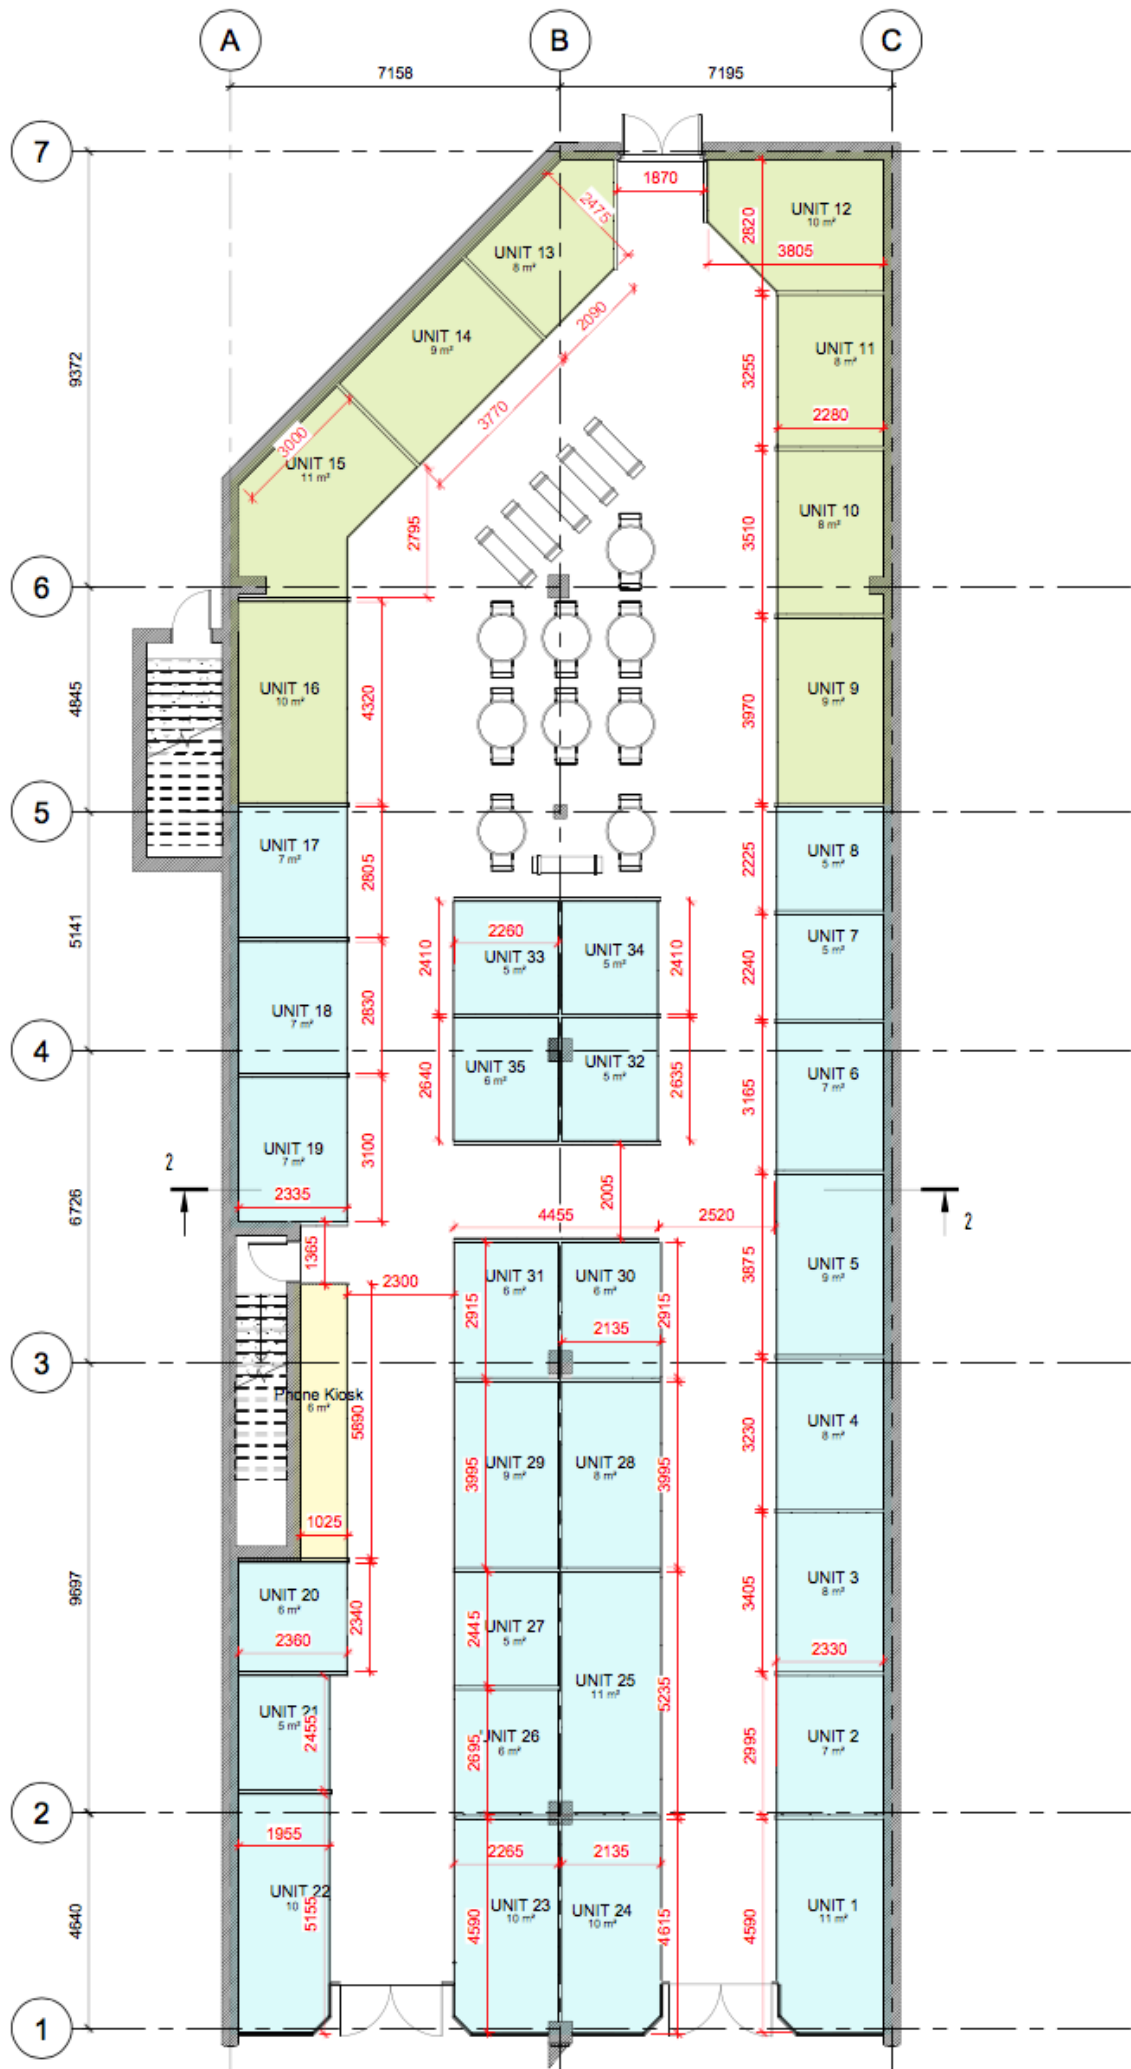 A
B
C
7158
7195
7
1870
2475
UNIT 12
10 m²
2820
3805
UNIT 13
8 m²
2090
UNIT 14
9 m²
UNIT 11
8 m²
3255
9372
3770
2280
3000
UNIT 15
11 m²
UNIT 10
8 m²
2795
3510
6
UNIT 16
10 m²
UNIT 9
9 m²
4845
4320
3970
5
UNIT 17
7 m²
UNIT 8
5 m²
2805
2225
5141
2260
2410
UNIT 33
5 m²
UNIT 34
5 m²
2410
UNIT 7
5 m²
2240
UNIT 18
7 m²
2830
4
UNIT 35
6 m²
UNIT 32
5 m²
2640
2635
UNIT 6
7 m²
3165
UNIT 19
7 m²
3100
2
2335
6726
2005
4455
2520
2
1365
2300
UNIT 31
6 m²
UNIT 30
6 m²
2915
2915
2135
UNIT 5
9 m²
3875
3
Phone Kiosk
6 m²
5890
UNIT 4
8 m²
3230
UNIT 29
9 m²
UNIT 28
8 m²
3995
3995
1025
9697
UNIT 20
6 m²
2340
2360
UNIT 27
5 m²
2445
UNIT 3
8 m²
3405
2330
UNIT 25
11 m²
5235
UNIT 21
5 m²
2455
UNIT 26
6 m²
2695
UNIT 2
7 m²
2995
2
1955
2265
2135
UNIT 22
10
5155
UNIT 23
10 m²
UNIT 24
10 m²
UNIT 1
11 m²
4640
4590
4615
4590
1